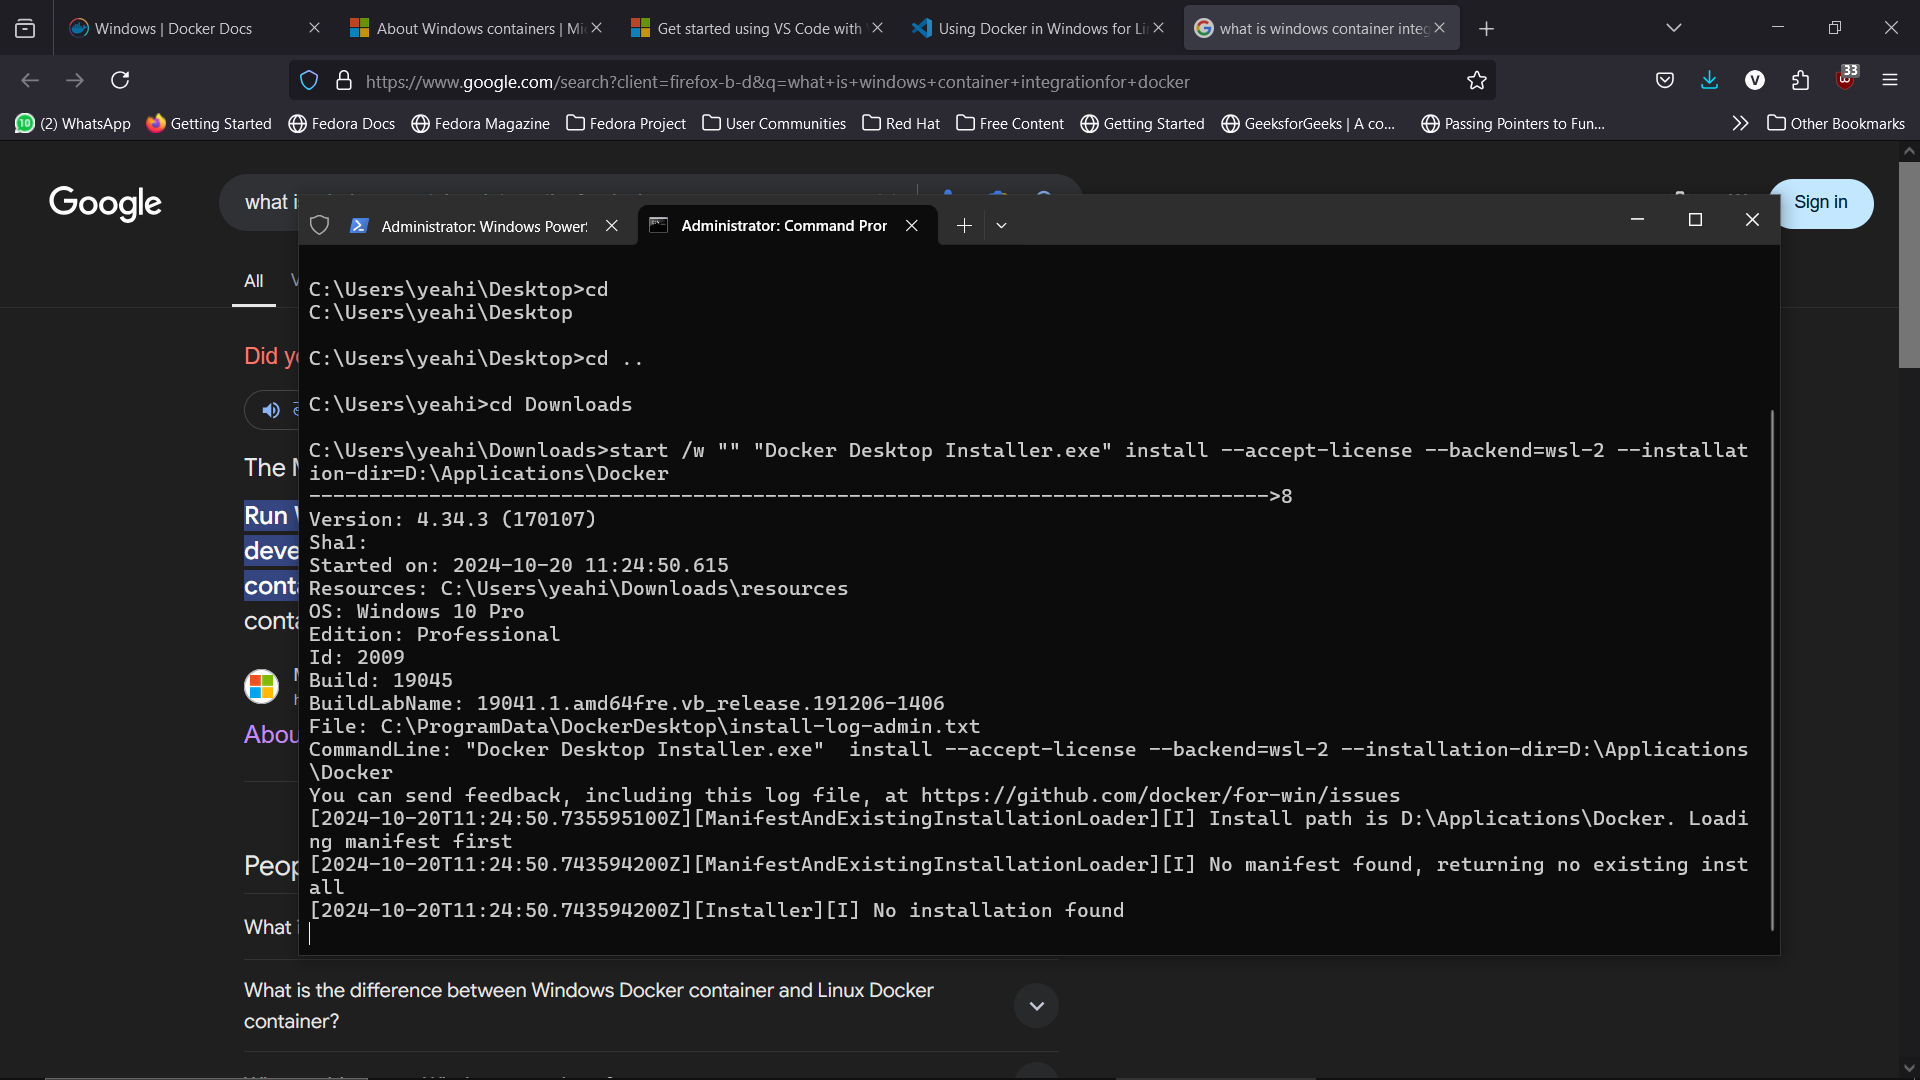 Windows | Docker Docs
About Windows containers | Mi
Get started using VS Code with
Using Docker in Windows for Li
what is windows container integ
https://www.google.com/search?client=firefox-b-d&q=what+is+windows+container+integrationfor+docker
33
(2) WhatsApp
Getting Started
Fedora Docs
Fedora Magazine
Fedora Project
User Communities
Red Hat
Free Content
Getting Started
GeeksforGeeks | A co...
Passing Pointers to Fun...
Other Bookmarks
Google
what i
Sign in
Administrator: Windows Power
Administrator: Command Pror
All
Did yo
The M
Run
deve
cont
conta
Abou
Peop
What i
C:\Users\yeahi\Desktop>cd
C:\Users\yeahi\Desktop
C:\Users\yeahi\Desktop>cd ..
C:\Users\yeahi>cd Downloads
C:\Users\yeahi\Downloads>start /w "" "Docker Desktop Installer.exe" install --accept-license --backend=wsl-2 --installat
ion-dir=D:\Applications\Docker
-------------------------------------------------------------------------------->8
Version: 4.34.3 (170107)
Sha1:
Started on: 2024-10-20 11:24:50.615
Resources: C:\Users\yeahi\Downloads\resources
OS: Windows 10 Pro
Edition: Professional
Id: 2009
Build: 19045
BuildLabName: 19041.1.amd64fre.vb_release.191206-1406
File: C:\ProgramData\DockerDesktop\install-log-admin.txt
CommandLine: "Docker Desktop Installer.exe"  install --accept-license --backend=wsl-2 --installation-dir=D:\Applications
\Docker
You can send feedback, including this log file, at https://github.com/docker/for-win/issues
[2024-10-20T11:24:50.735595100Z][ManifestAndExistingInstallationLoader][I] Install path is D:\Applications\Docker. Loadi
ng manifest first
[2024-10-20T11:24:50.743594200Z][ManifestAndExistingInstallationLoader][I] No manifest found, returning no existing inst
all
[2024-10-20T11:24:50.743594200Z][Installer][I] No installation found
What is the difference between Windows Docker container and Linux Docker
container?